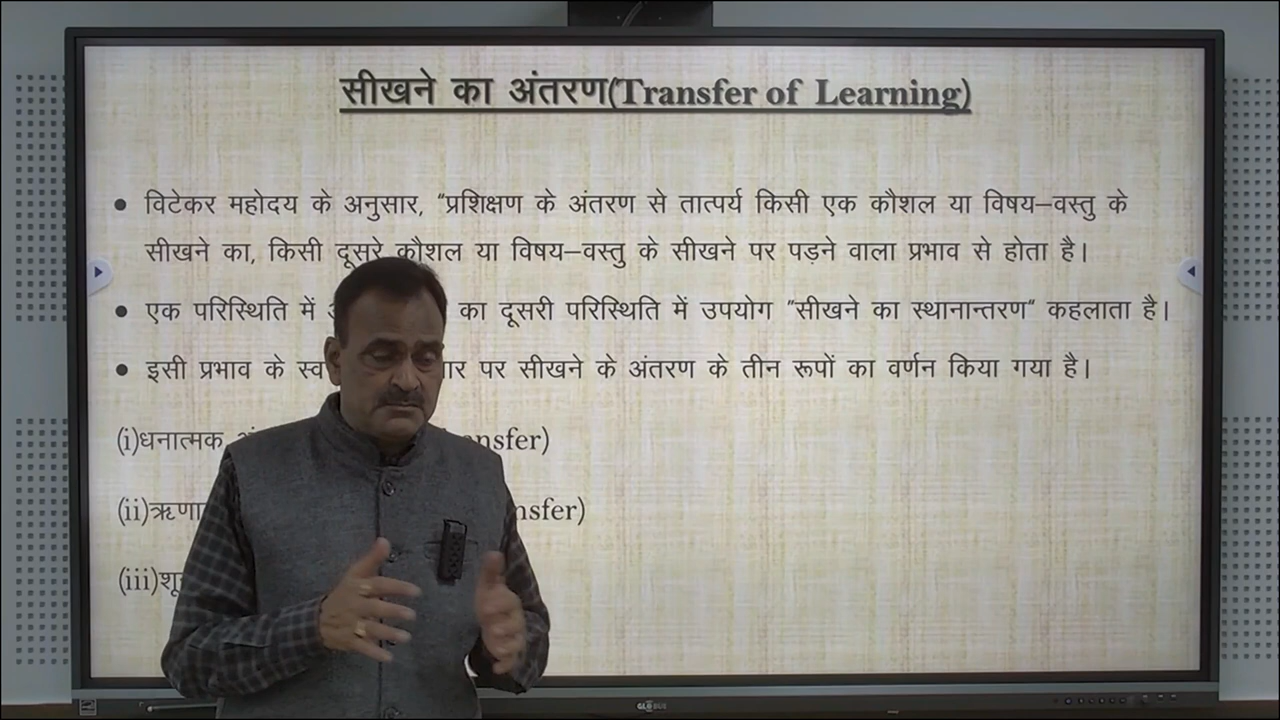 सीखने का अंतरण(Transfer of Learning)
• विटेकर महोदय के अनुसार, "प्रशिक्षण के अंतरण से तात्पर्य किसी एक कौशल या विषय–वस्तु के
सीखने का, किसी दूसरे कौशल या विषय–वस्तु के सीखने पर पड़ने वाला प्रभाव से होता है।
• एक परिस्थिति में का दूसरी परिस्थिति में उपयोग "सीखने का स्थानान्तरण" कहलाता है।
• इसी प्रभाव के पर सीखने के अंतरण के तीन रूपों का वर्णन किया गया है।
(i)धनात्मक
(ii)
(iii)